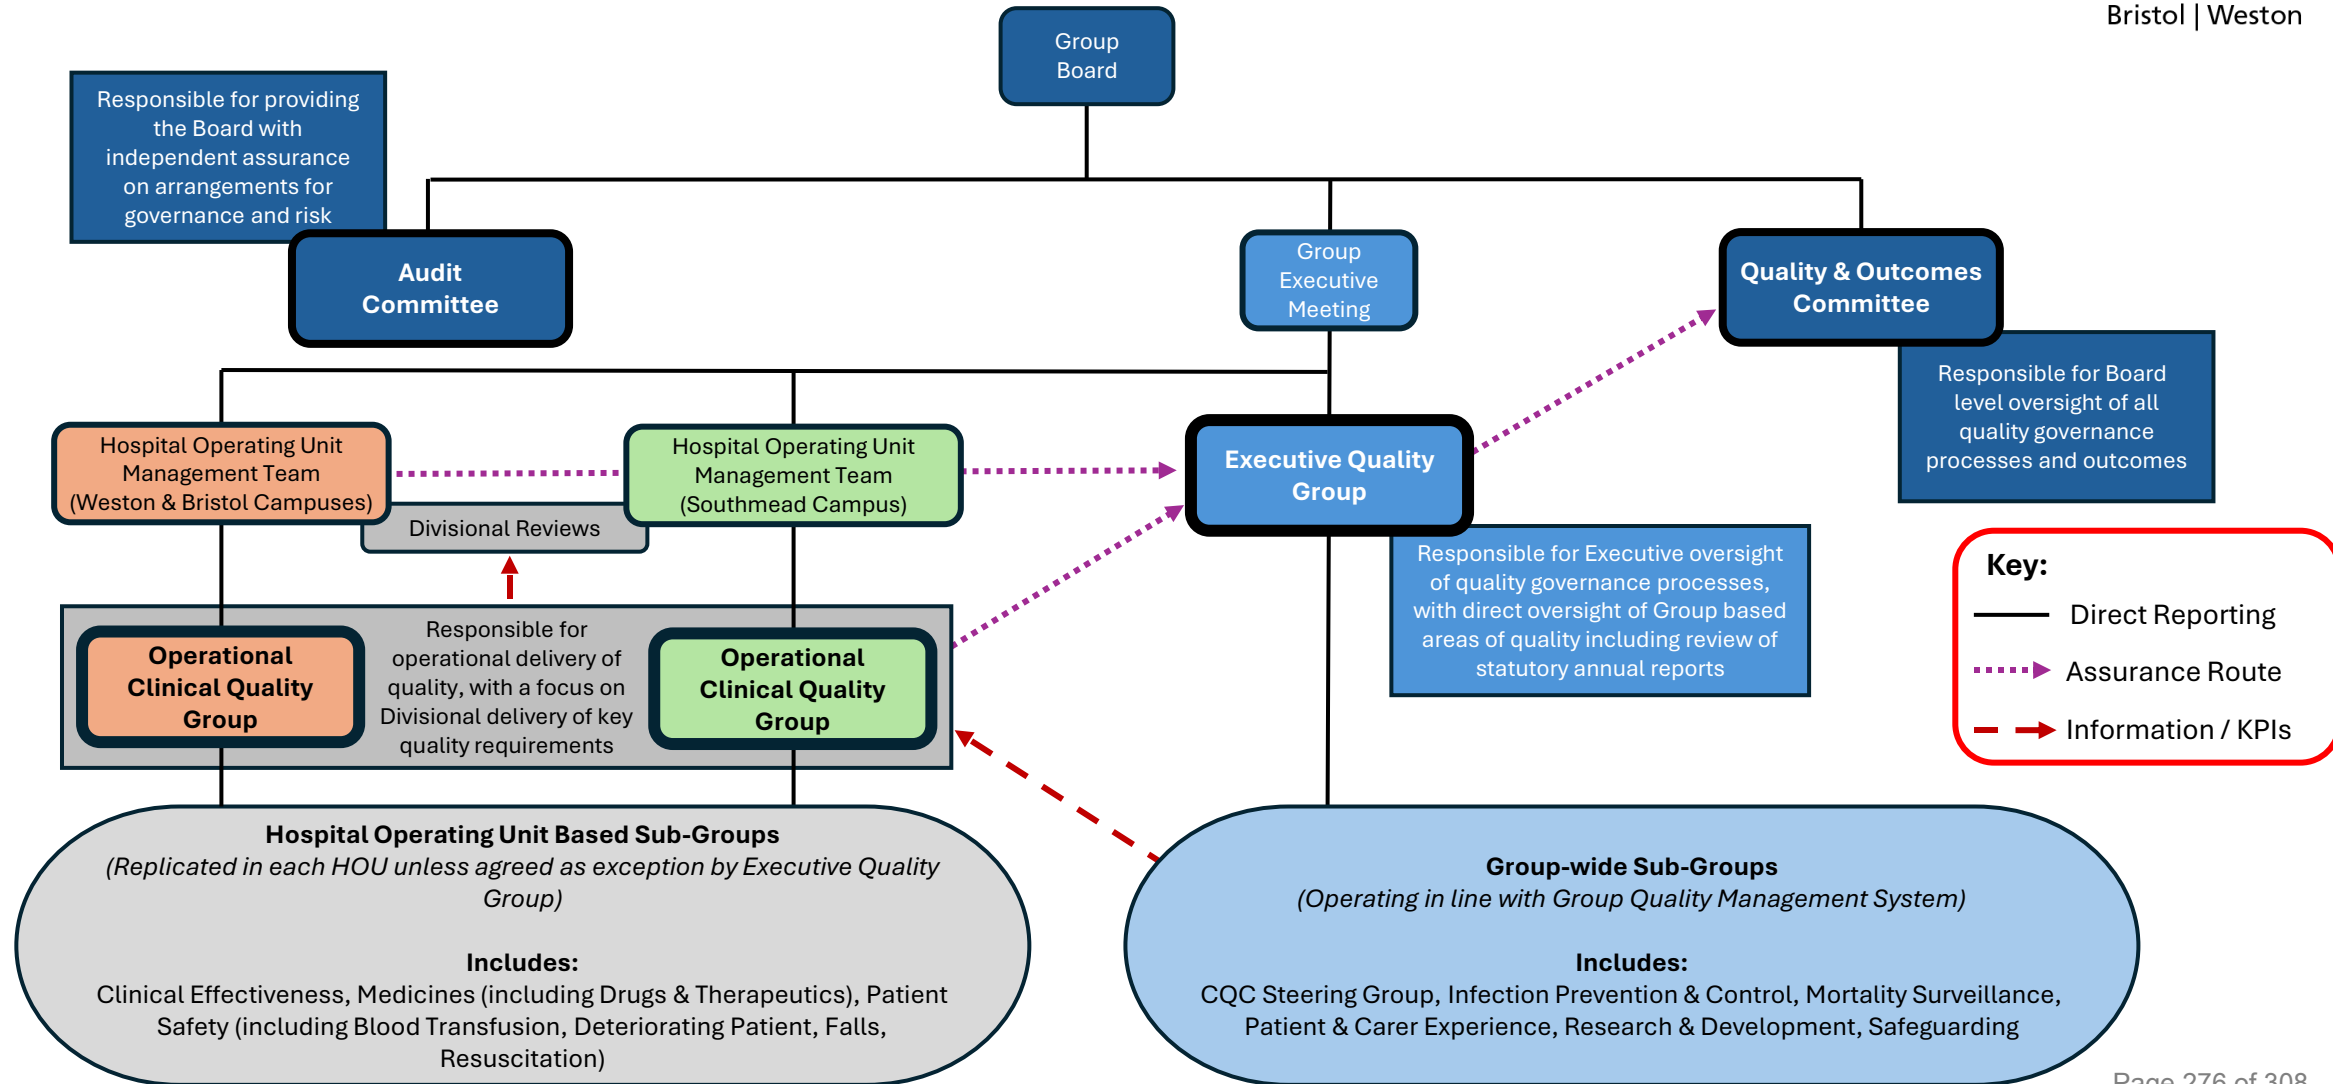 Bristol | Weston
Group
Board
Responsible for providing
the Board with
independent assurance
on arrangements for
governance and risk
Audit
Committee
Group
Executive
Meeting
Quality & Outcomes
Committee
Responsible for Board
level oversight of all
quality governance
processes and outcomes
Hospital Operating Unit
Management Team
(Weston & Bristol Campuses)
Hospital Operating Unit
Management Team
(Southmead Campus)
Executive Quality
Group
Divisional Reviews
Responsible for Executive oversight
of quality governance processes,
with direct oversight of Group based
areas of quality including review of
statutory annual reports
Key:
Direct Reporting
Assurance Route
Information / KPIs
Operational
Clinical Quality
Group
Responsible for
operational delivery of
quality, with a focus on
Divisional delivery of key
quality requirements
Operational
Clinical Quality
Group
Hospital Operating Unit Based Sub-Groups
(Replicated in each HOU unless agreed as exception by Executive Quality
Group)
Includes:
Clinical Effectiveness, Medicines (including Drugs & Therapeutics), Patient
Safety (including Blood Transfusion, Deteriorating Patient, Falls,
Resuscitation)
Group-wide Sub-Groups
(Operating in line with Group Quality Management System)
Includes:
CQC Steering Group, Infection Prevention & Control, Mortality Surveillance,
Patient & Carer Experience, Research & Development, Safeguarding
Page 276 of 308